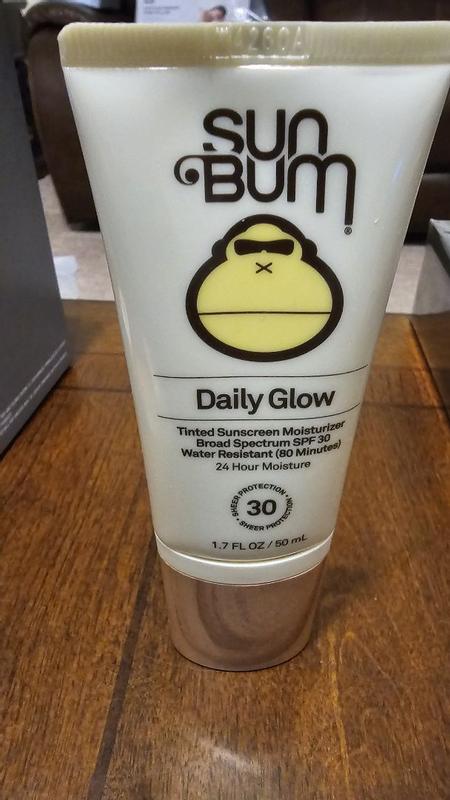 SUN
BUM®
Daily Glow
Tinted Sunscreen Moisturizer
Broad Spectrum SPF 30
Water Resistant (80 Minutes)
24 Hour Moisture
SHEER PROTECTION •
30
SHEER PROTECTION •
1.7 FL OZ / 50 mL